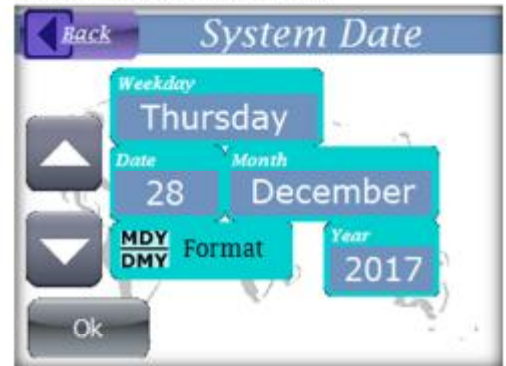 Back System Date
Weekday
Thursday
Date Month
28 December
MDY
DMY Format
Year
2017
Ok